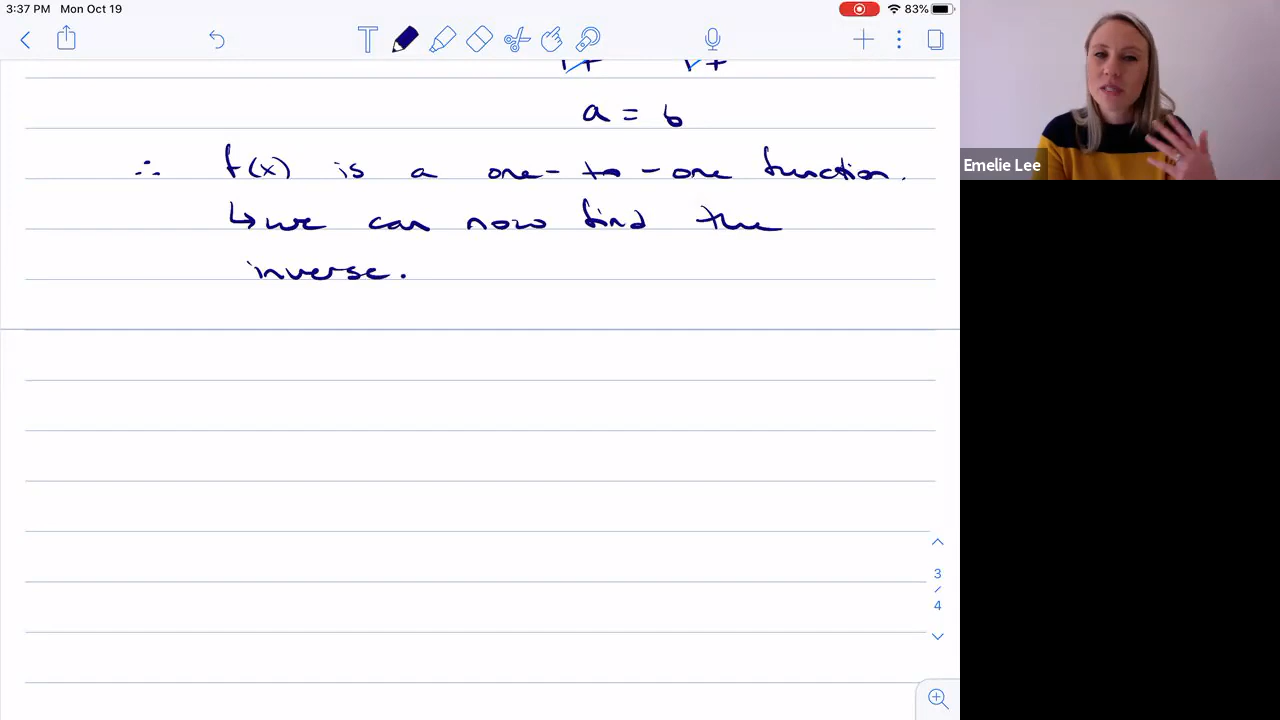 3:37 PM Mon Oct 19
83%
T
a = b
∴ f(x) is a one-to-one function.
↳ we can now find the
inverse.
Emelie Lee
3
/
4